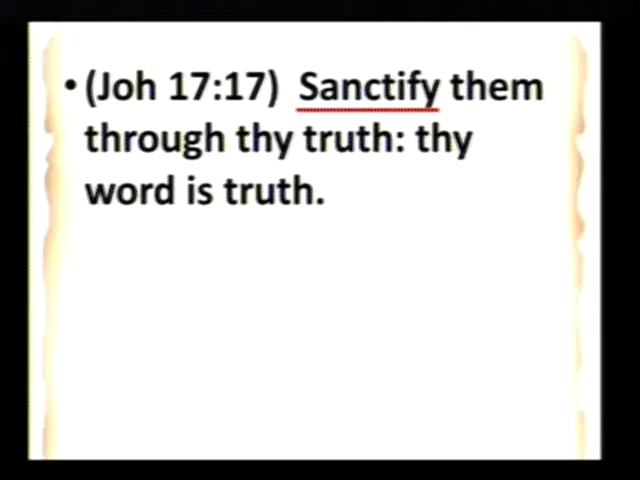 • (Joh 17:17) Sanctify them
through thy truth: thy
word is truth.